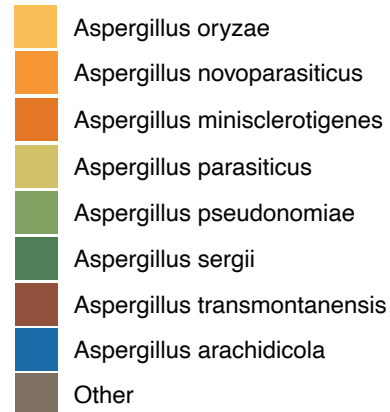 Aspergillus oryzae
Aspergillus novoparasiticus
Aspergillus minisclerotigenes
Aspergillus parasiticus
Aspergillus pseudonomiae
Aspergillus sergii
Aspergillus transmontanensis
Aspergillus arachidicola
Other